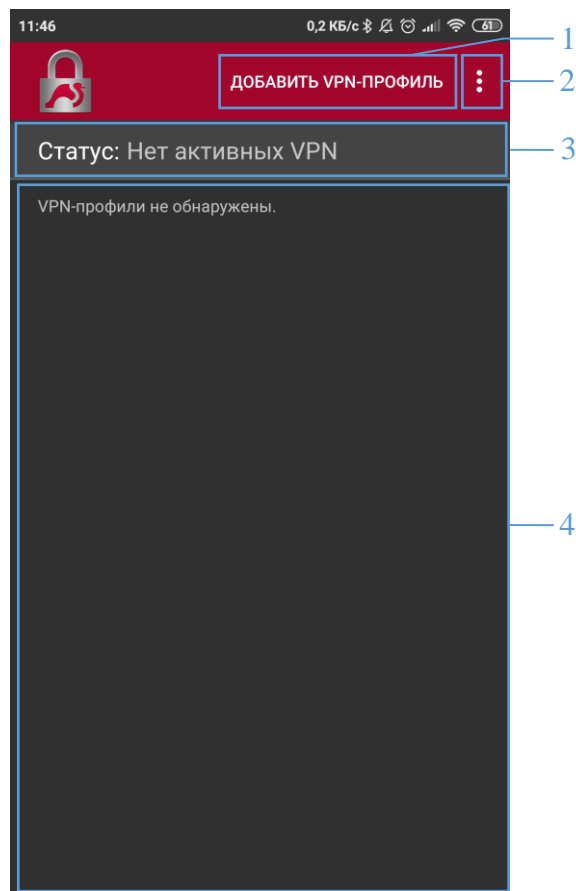 11:46 0,2 КБ/с 61
1
ДОБАВИТЬ VPN-ПРОФИЛЬ
2
Статус: Нет активных VPN
3
VPN-профили не обнаружены.
4